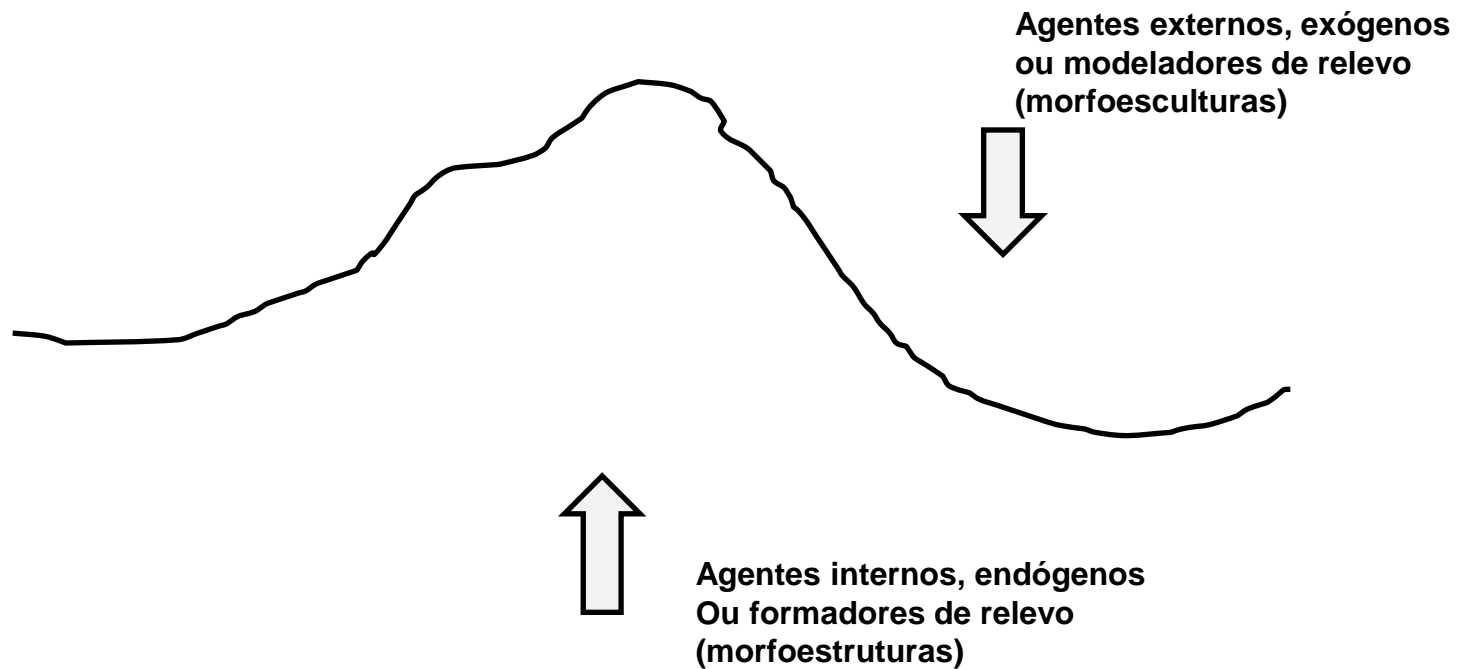 Agentes externos, exógenos
ou modeladores de relevo
(morfoesculturas)
Agentes internos, endógenos
Ou formadores de relevo
(morfoestruturas)